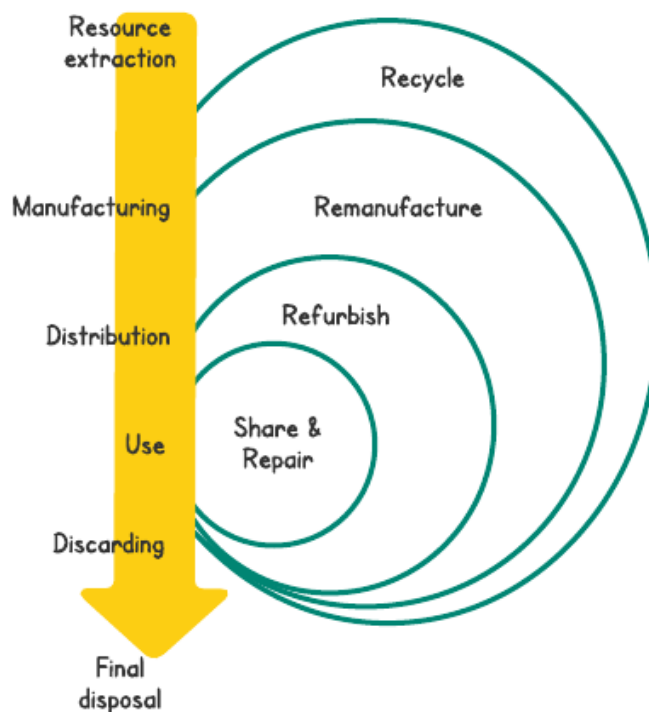 Resource
extraction
Recycle
Manufacturing
Remanufacture
Distribution
Refurbish
Use
Share &
Repair
Discarding
Final
disposal